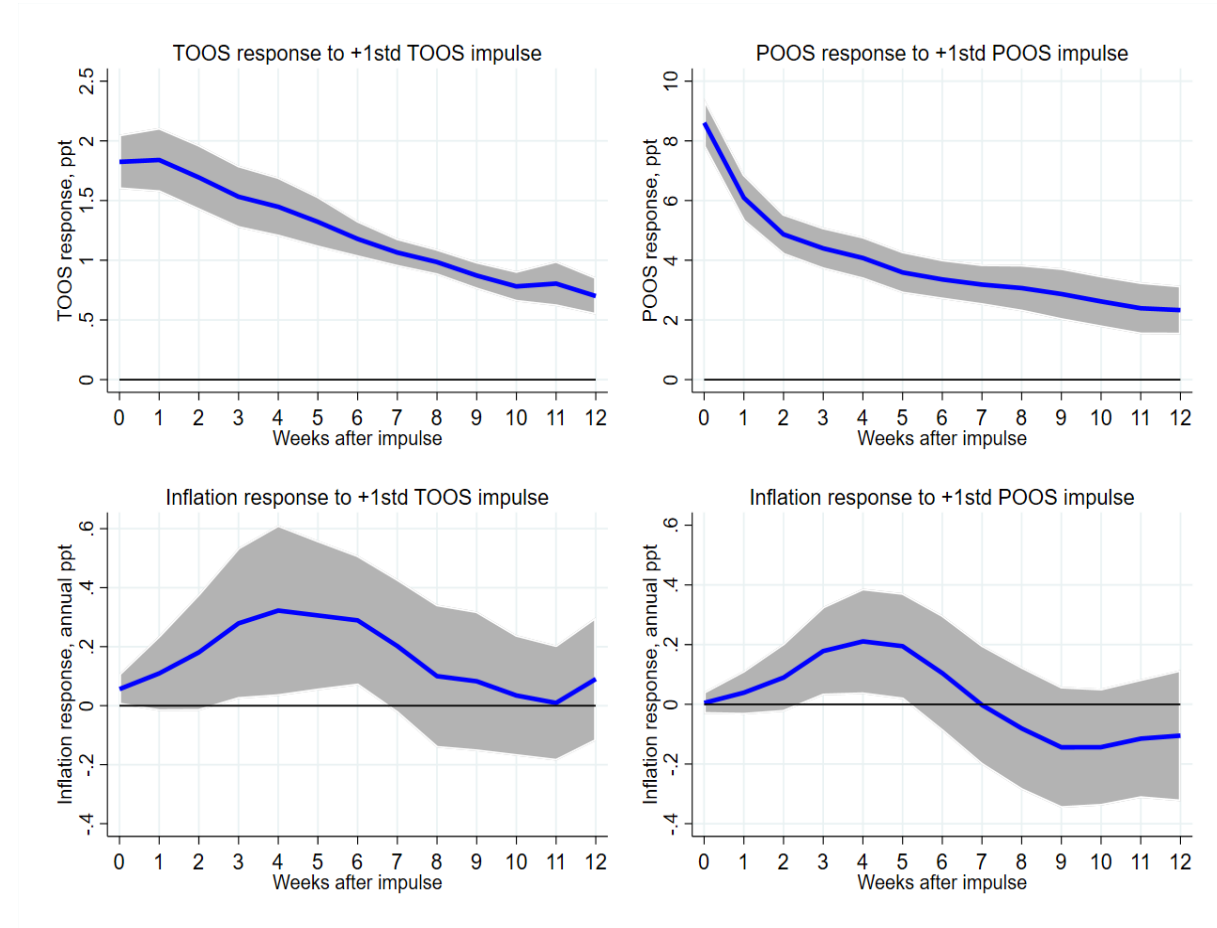 TOOS response to +1std TOOS impulse
TOOS response, ppt
0 .5 1 1.5 2 2.5
0 1 2 3 4 5 6 7 8 9 10 11 12
Weeks after impulse
POOS response to +1std POOS impulse
POOS response, ppt
0 2 4 6 8 10
0 1 2 3 4 5 6 7 8 9 10 11 12
Weeks after impulse
Inflation response to +1std TOOS impulse
Inflation response, annual ppt
-.4 -.2 0 .2 .4 .6
0 1 2 3 4 5 6 7 8 9 10 11 12
Weeks after impulse
Inflation response to +1std POOS impulse
Inflation response, annual ppt
-.4 -.2 0 .2 .4 .6
0 1 2 3 4 5 6 7 8 9 10 11 12
Weeks after impulse